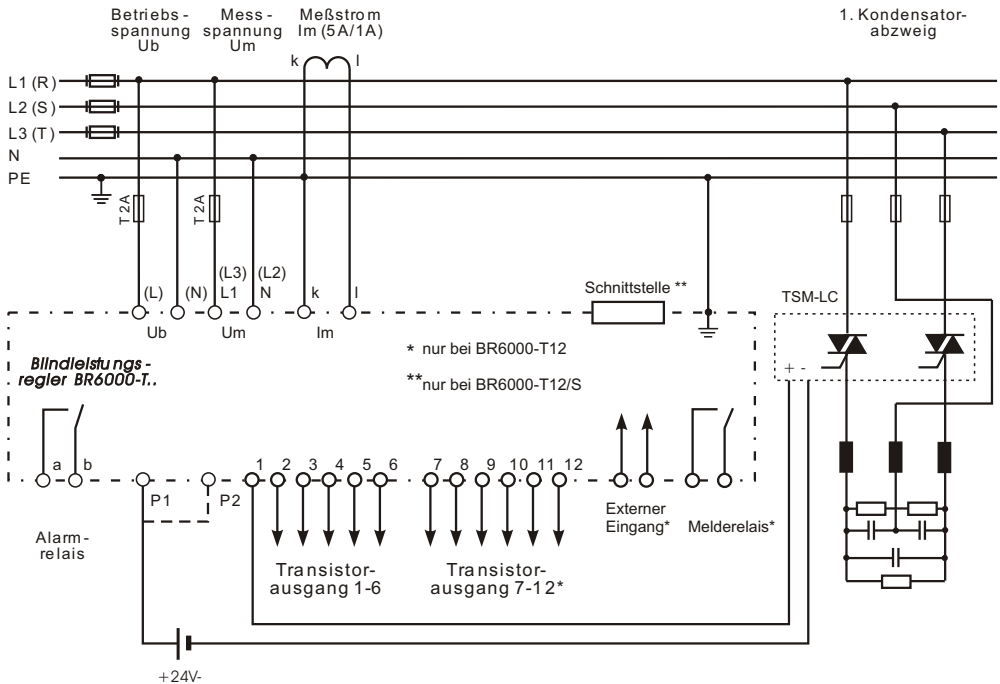 Betriebs-
spannung
Ub
Mess-
spannung
Um
Meßstrom
Im (5A/1A)
1. Kondensator-
abzweig
k
l
L1 (R)
L2 (S)
L3 (T)
N
PE
T 2A
T 2A
(L)
(N)
(L3)
L1
(L2)
N
k
l
Schnittstelle **
TSM-LC
Ub
Um
Im
Blindleistungs-
regler BR6000-T..
* nur bei BR6000-T12
**nur bei BR6000-T12/S
+ -
a
b
P1
P2
1 2 3 4 5 6
7 8 9 10 11 12
Alarm-
relais
Transistor-
ausgang 1-6
Transistor-
ausgang 7-12*
Externer
Eingang*
Melderelais*
+24V-